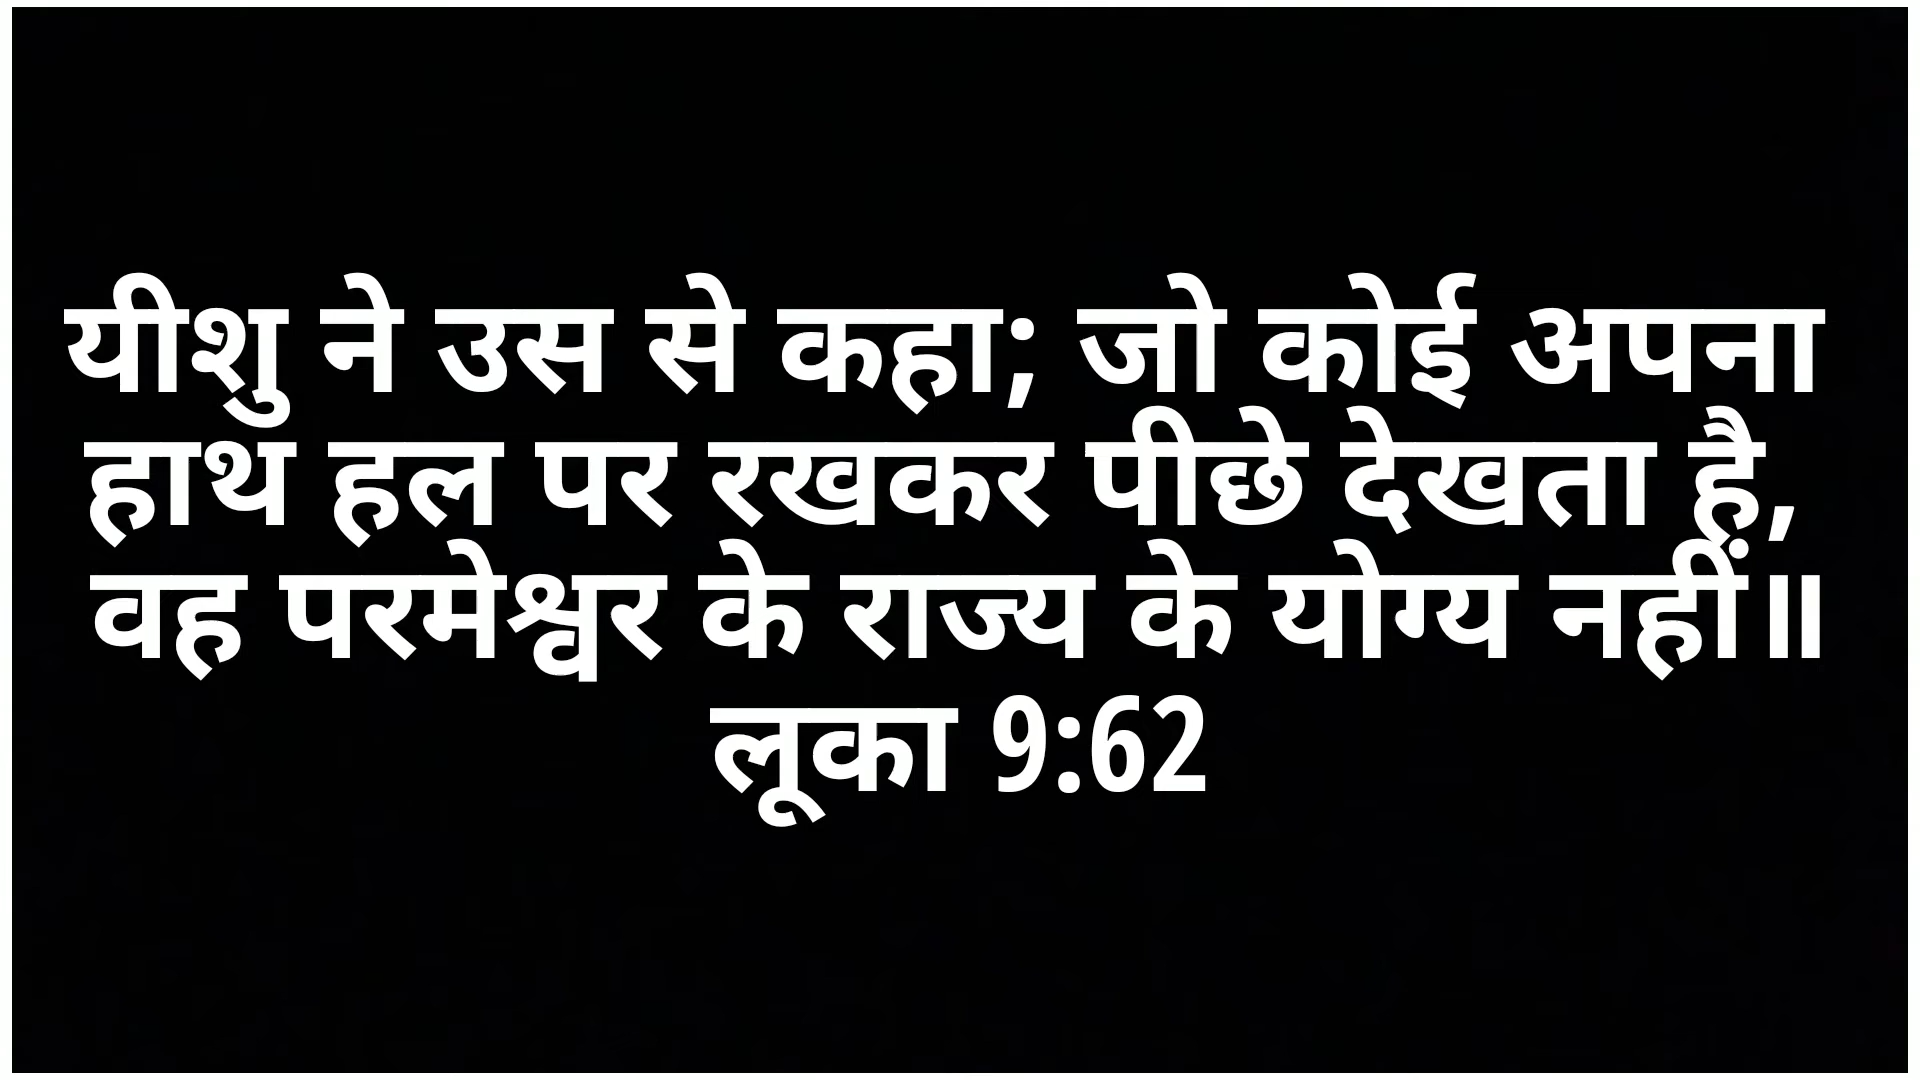 यीशु ने उस से कहा; जो कोई अपना
हाथ हल पर रखकर पीछे देखता है,
वह परमेश्वर के राज्य के योग्य नहीं॥
लूका 9:62